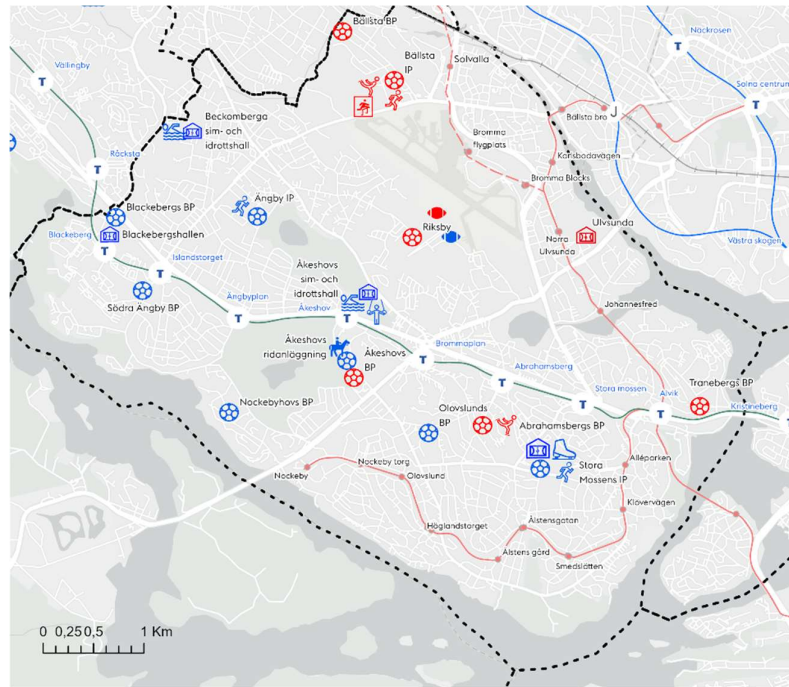 Bällsta BP
Näckrosen
Vällingby
T
T
Bällsta
IP
Solvalla
Solna centrum
T
T
Beckomberga
sim- och
idrottshall
Bällsta bro
J
Bromma
flygplats
Råcksta
T
Karlsbodavägen
Bromma Blocks
Blackebergs BP
Ängby IP
Riksby
Ulvsunda
Blackeberg
T
Blackebergshallen
Norra
Ulvsunda
Västra skogen
Islandstorget
T
Åkeshovs
sim- och
idrottshall
Södra Ängby BP
Ängbyplan
T
Åkeshov
T
Johannesfred
Åkeshovs
ridanläggning
Åkeshovs
BP
Brommaplan
T
Abrahamsberg
T
Stora mossen
T
Alvik
T
Tranebergs BP
Kristineberg
T
Nockebyhovs BP
Olovslunds
BP
Abrahamsbergs BP
Stora
Mossens IP
Alléparken
Nockeby
Nockeby torg
Olovslund
Klövervägen
Höglandstorget
Ålstensgatan
Ålstens gård
Smedslätten
0 0,25 0,5 1 Km